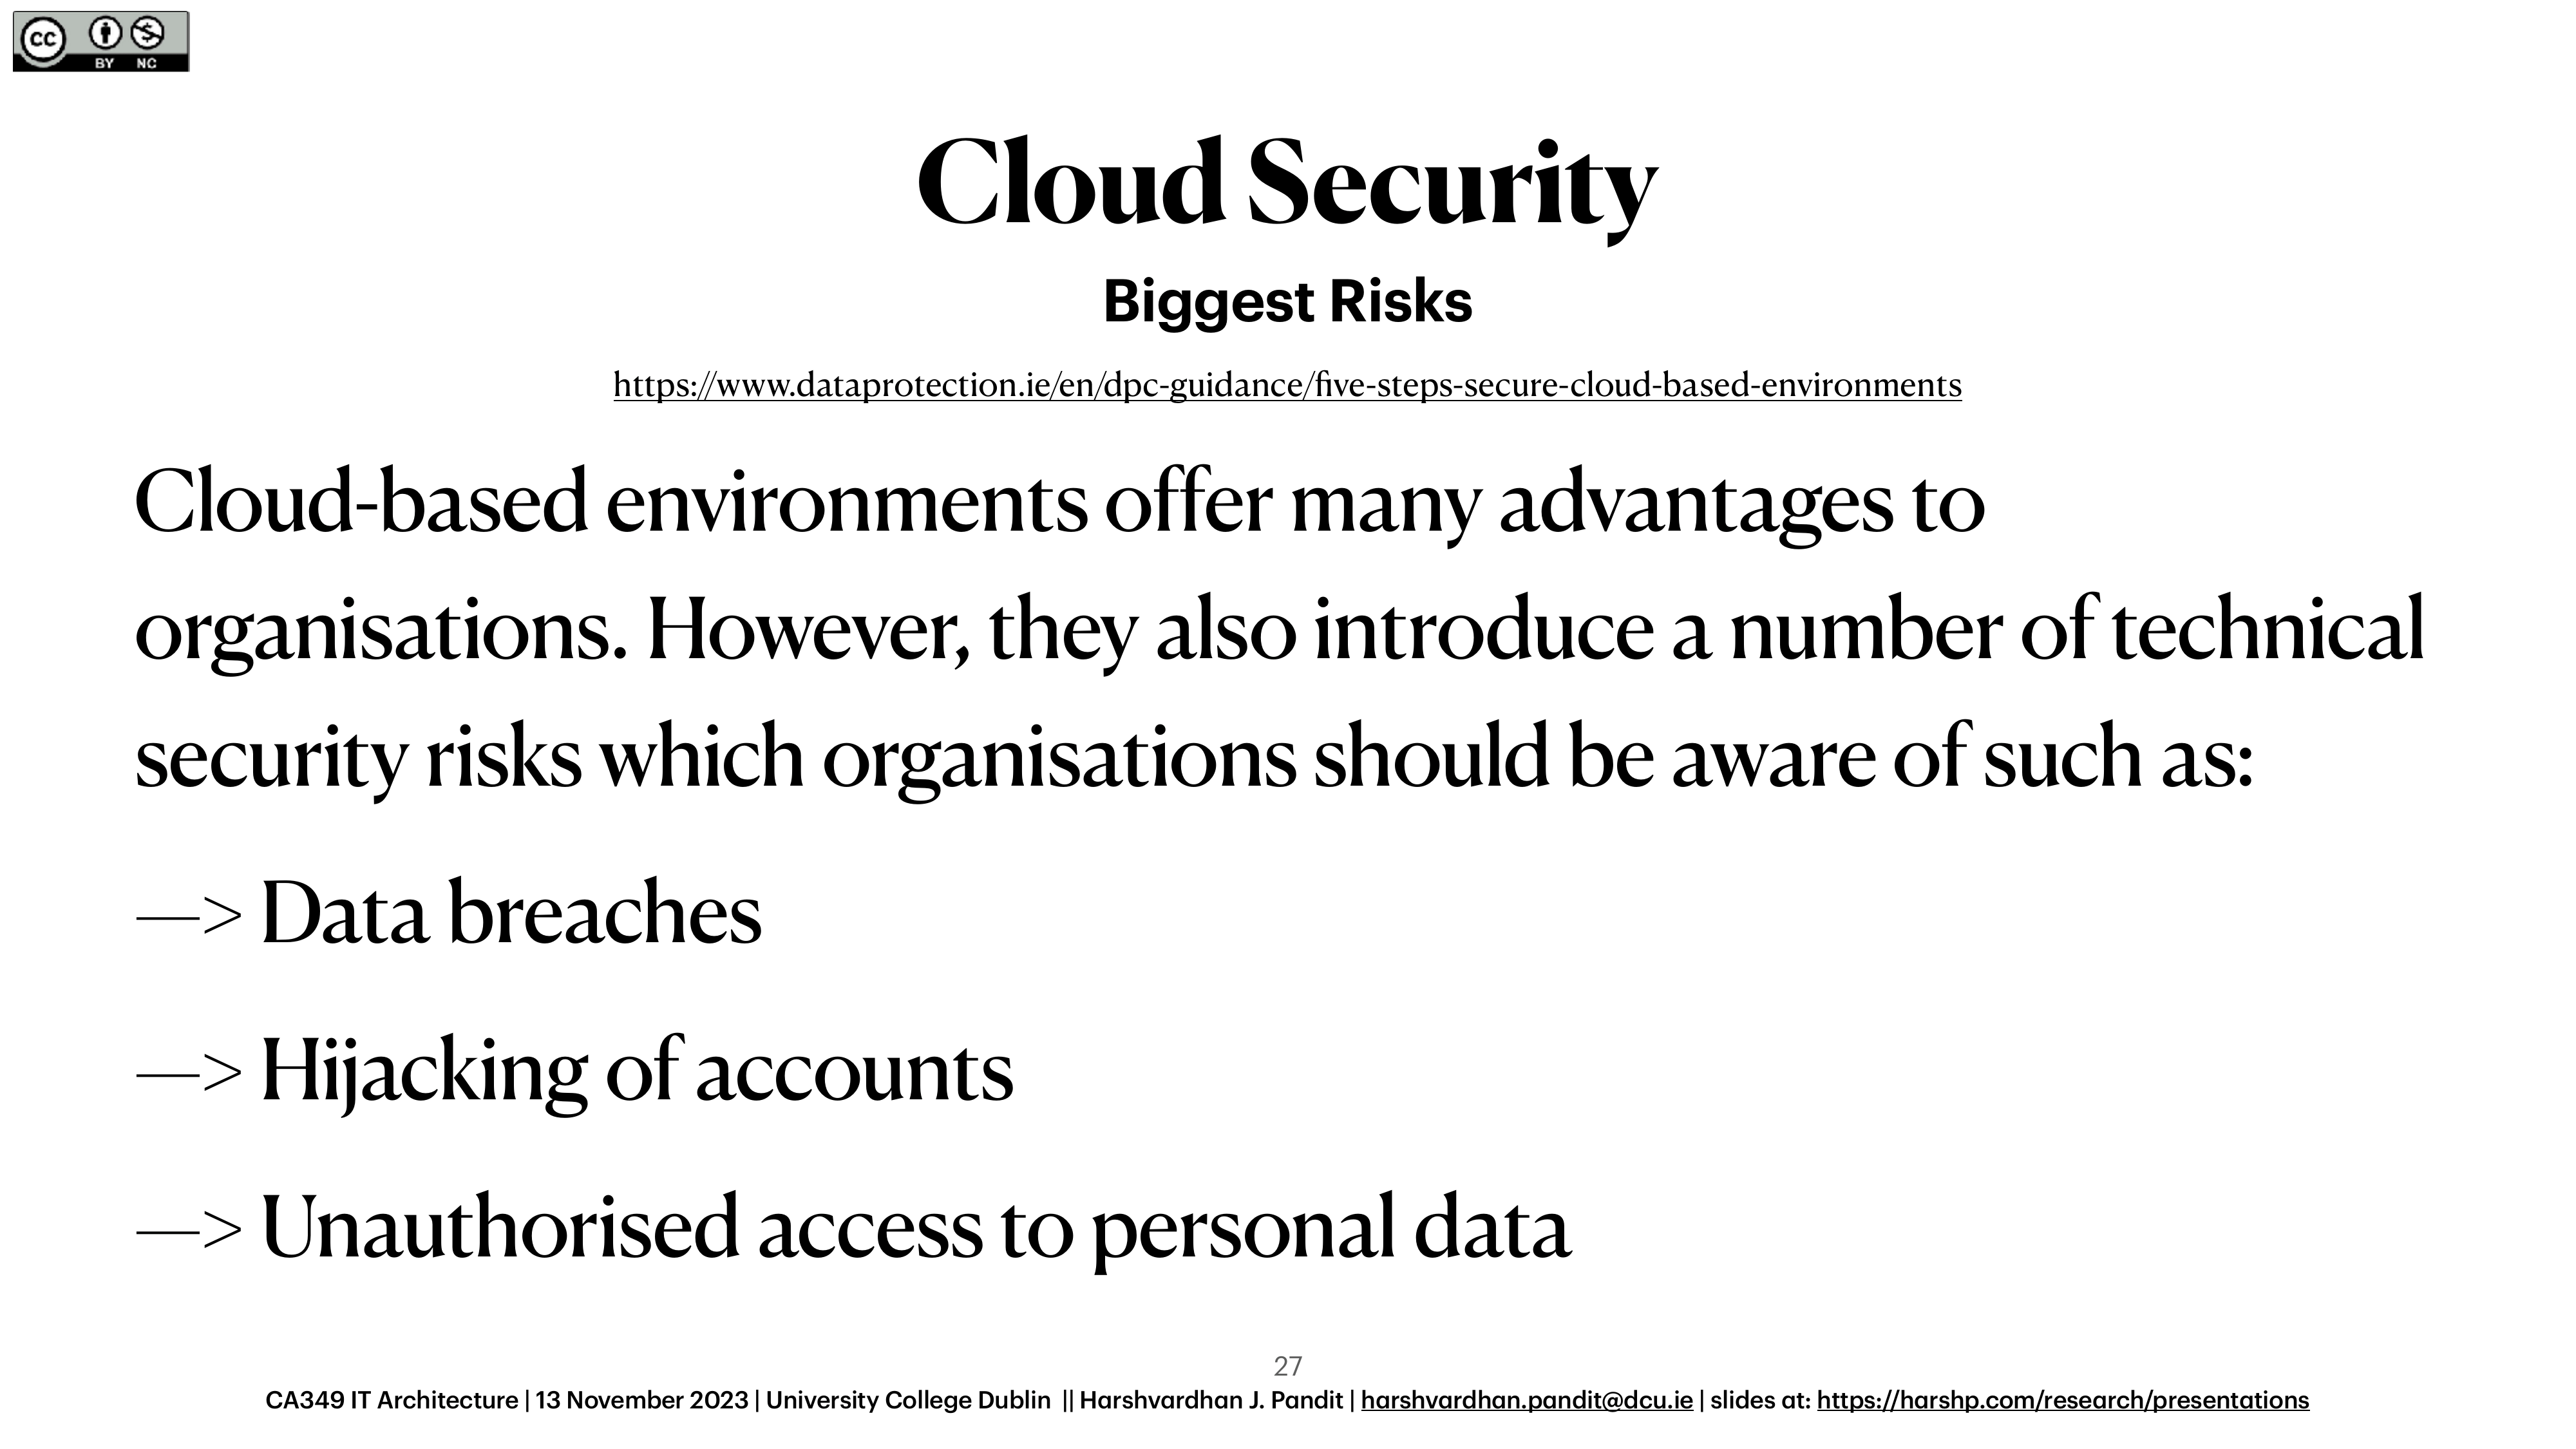 cc BY NC
Cloud Security
Biggest Risks
https://www.dataprotection.ie/en/dpc-guidance/five-steps-secure-cloud-based-environments
Cloud-based environments offer many advantages to
organisations. However, they also introduce a number of technical
security risks which organisations should be aware of such as:
—> Data breaches
—> Hijacking of accounts
—> Unauthorised access to personal data
27
CA349 IT Architecture | 13 November 2023 | University College Dublin || Harshvardhan J. Pandit | harshvardhan.pandit@dcu.ie | slides at: https://harshp.com/research/presentations